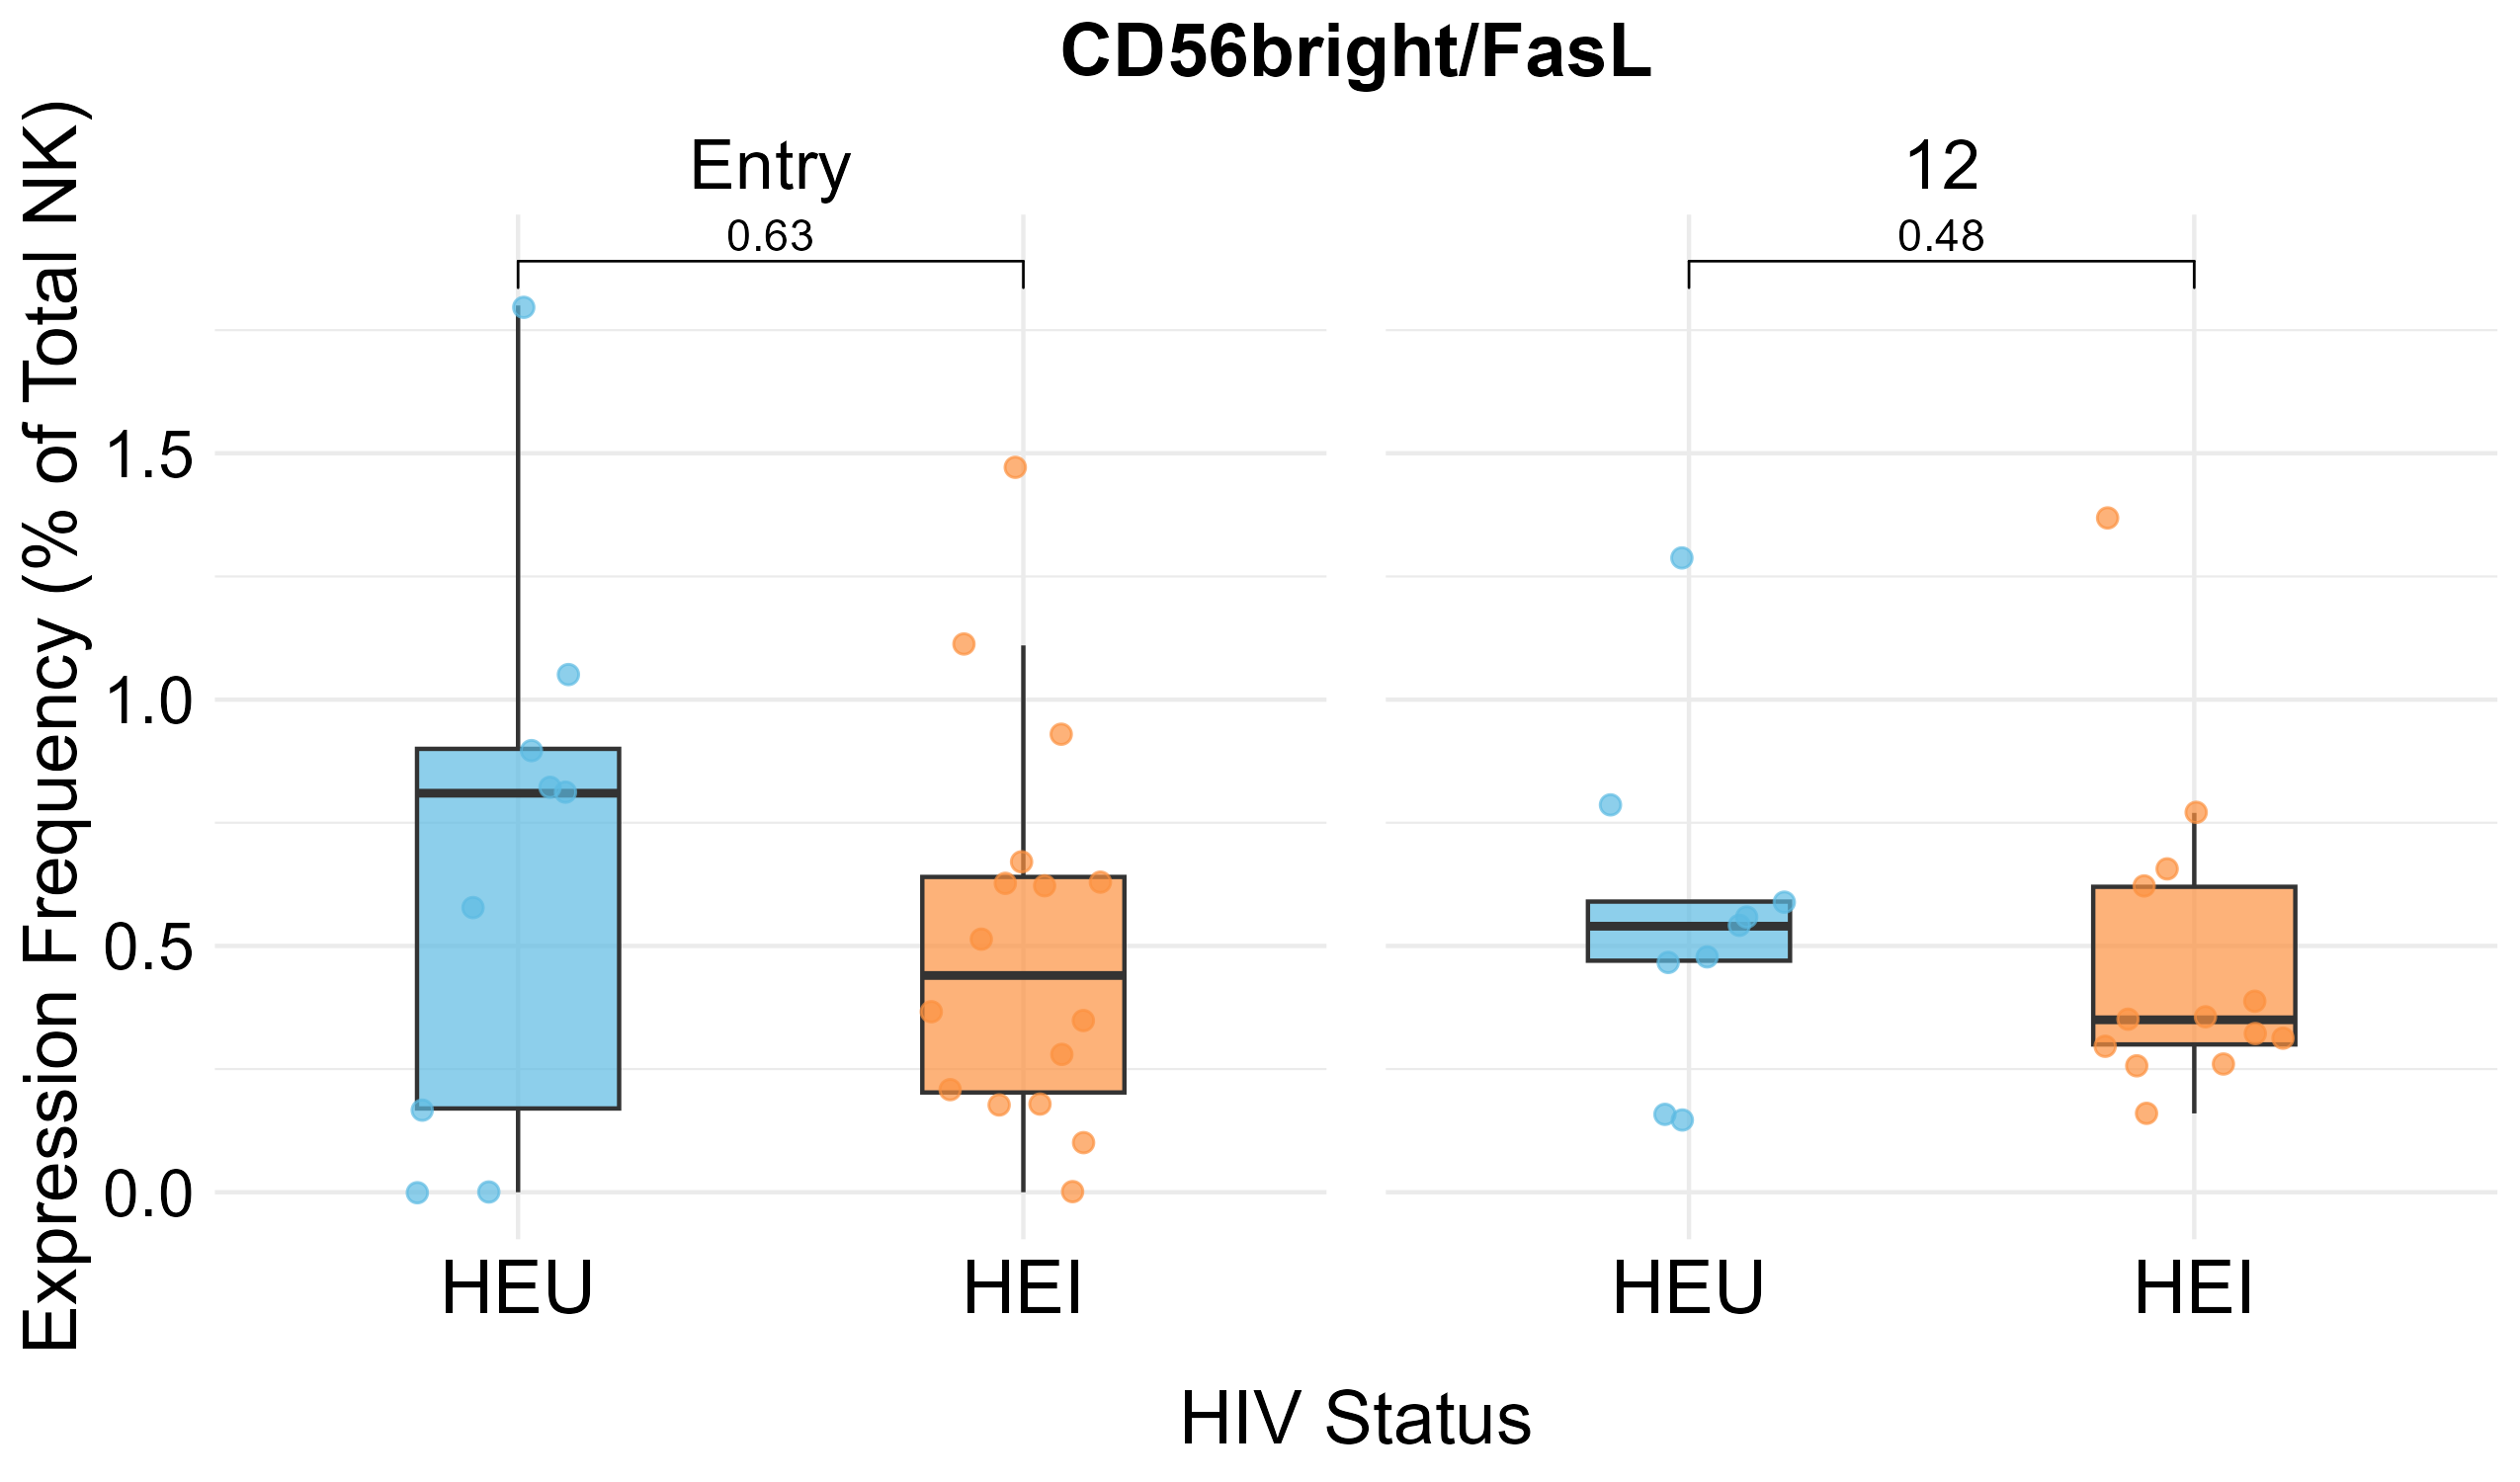 CD56bright/FasL
Entry
12
0.63
0.48
Expression Frequency (% of Total NK)
1.5
1.0
0.5
0.0
HEU
HEI
HEU
HEI
HIV Status